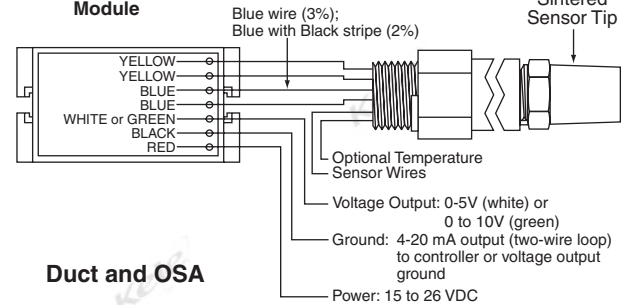 Module
Blue wire (3%);
Blue with Black stripe (2%)
Sintered
Sensor Tip
YELLOW
YELLOW
BLUE
BLUE
WHITE or GREEN
BLACK
RED
Optional Temperature
Sensor Wires
Voltage Output: 0-5V (white) or
0 to 10V (green)
Ground: 4-20 mA output (two-wire loop)
to controller or voltage output
ground
Power: 15 to 26 VDC
Duct and OSA